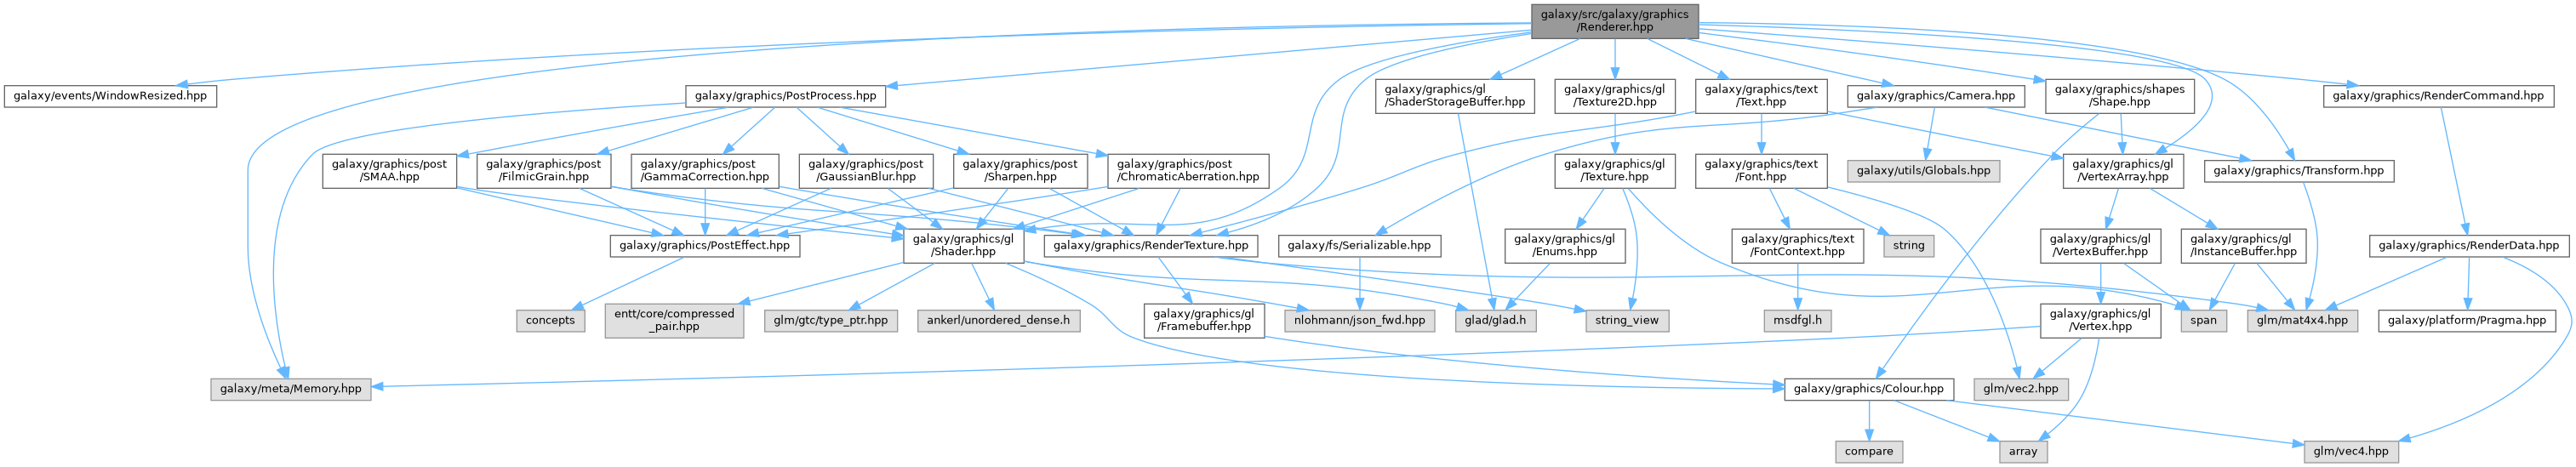 galaxy/src/galaxy/graphics
/Renderer.hpp
galaxy/events/WindowResized.hpp
galaxy/graphics/PostProcess.hpp
galaxy/graphics/gl
/ShaderStorageBuffer.hpp
galaxy/graphics/gl
/Texture2D.hpp
galaxy/graphics/text
/Text.hpp
galaxy/graphics/Camera.hpp
galaxy/graphics/shapes
/Shape.hpp
galaxy/graphics/RenderCommand.hpp
galaxy/graphics/post
/SMAA.hpp
galaxy/graphics/post
/FilmicGrain.hpp
galaxy/graphics/post
/GammaCorrection.hpp
galaxy/graphics/post
/GaussianBlur.hpp
galaxy/graphics/post
/Sharpen.hpp
galaxy/graphics/post
/ChromaticAberration.hpp
galaxy/graphics/gl
/Texture.hpp
galaxy/graphics/text
/Font.hpp
galaxy/utils/Globals.hpp
galaxy/graphics/gl
/VertexArray.hpp
galaxy/graphics/Transform.hpp
galaxy/graphics/PostEffect.hpp
galaxy/graphics/gl
/Shader.hpp
galaxy/graphics/RenderTexture.hpp
galaxy/fs/Serializable.hpp
galaxy/graphics/gl
/Enums.hpp
galaxy/graphics/text
/FontContext.hpp
string
galaxy/graphics/gl
/VertexBuffer.hpp
galaxy/graphics/gl
/InstanceBuffer.hpp
galaxy/graphics/RenderData.hpp
concepts
entt/core/compressed
_pair.hpp
glm/gtc/type_ptr.hpp
ankerl/unordered_dense.h
galaxy/graphics/gl
/Framebuffer.hpp
nlohmann/json_fwd.hpp
glad/glad.h
string_view
msdfgl.h
galaxy/graphics/gl
/Vertex.hpp
span
glm/mat4x4.hpp
galaxy/platform/Pragma.hpp
galaxy/meta/Memory.hpp
galaxy/graphics/Colour.hpp
glm/vec2.hpp
compare
array
glm/vec4.hpp